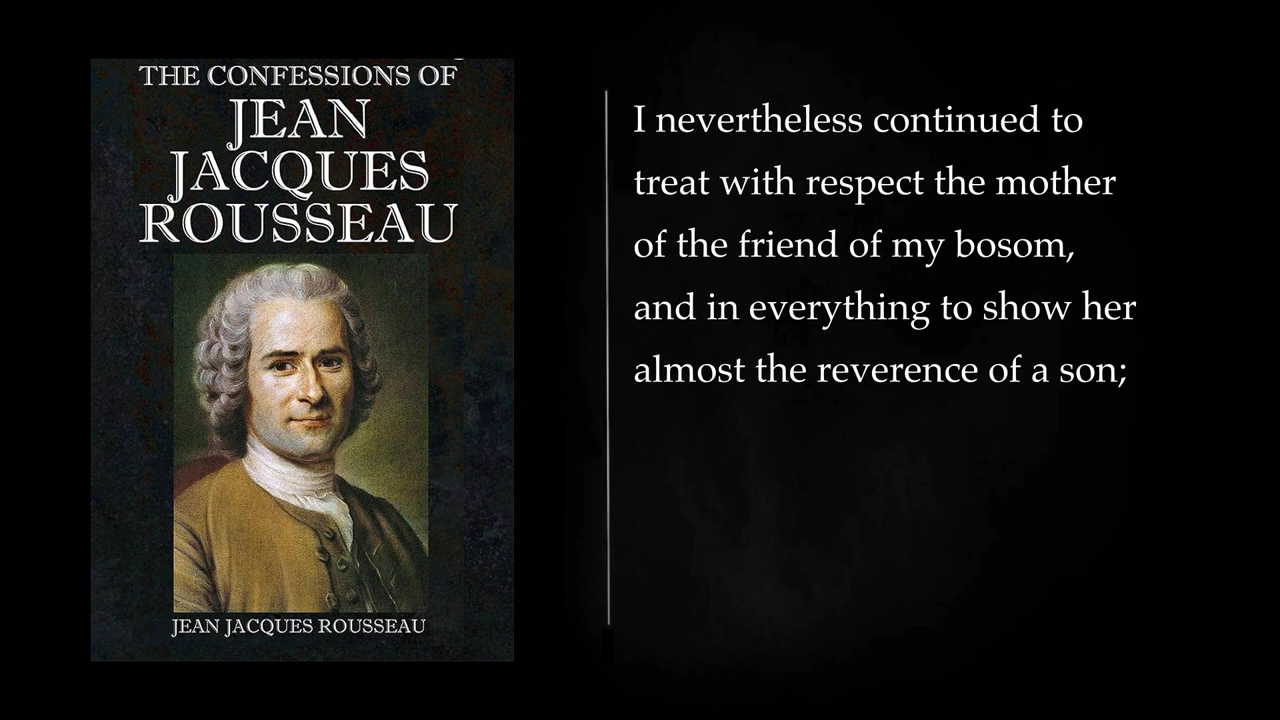 THE CONFESSIONS OF
JEAN
JACQUES
ROUSSEAU
JEAN JACQUES ROUSSEAU
I nevertheless continued to
treat with respect the mother
of the friend of my bosom,
and in everything to show her
almost the reverence of a son;